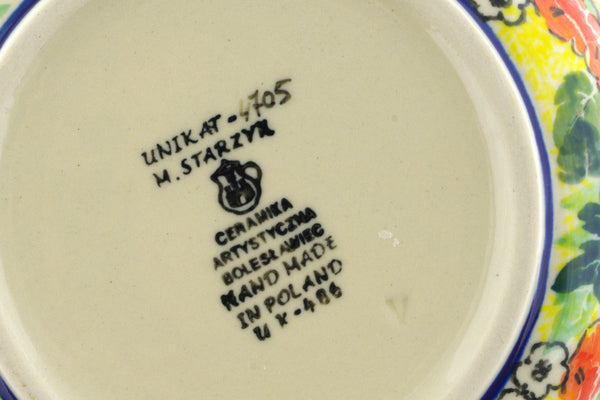 UNIKAT-4705
M. STARZYK
CERAMIKA
ARTYSTYCZNA
BOLESŁAWIEC
HAND MADE
IN POLAND
U X-486